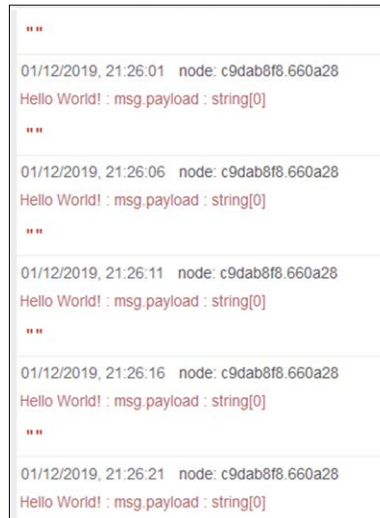 ""
01/12/2019, 21:26:01 node: c9dab8f8.660a28
Hello World! : msg.payload : string[0]
""
01/12/2019, 21:26:06 node: c9dab8f8.660a28
Hello World! : msg.payload : string[0]
""
01/12/2019, 21:26:11 node: c9dab8f8.660a28
Hello World! : msg.payload : string[0]
""
01/12/2019, 21:26:16 node: c9dab8f8.660a28
Hello World! : msg.payload : string[0]
""
01/12/2019, 21:26:21 node: c9dab8f8.660a28
Hello World! : msg.payload : string[0]